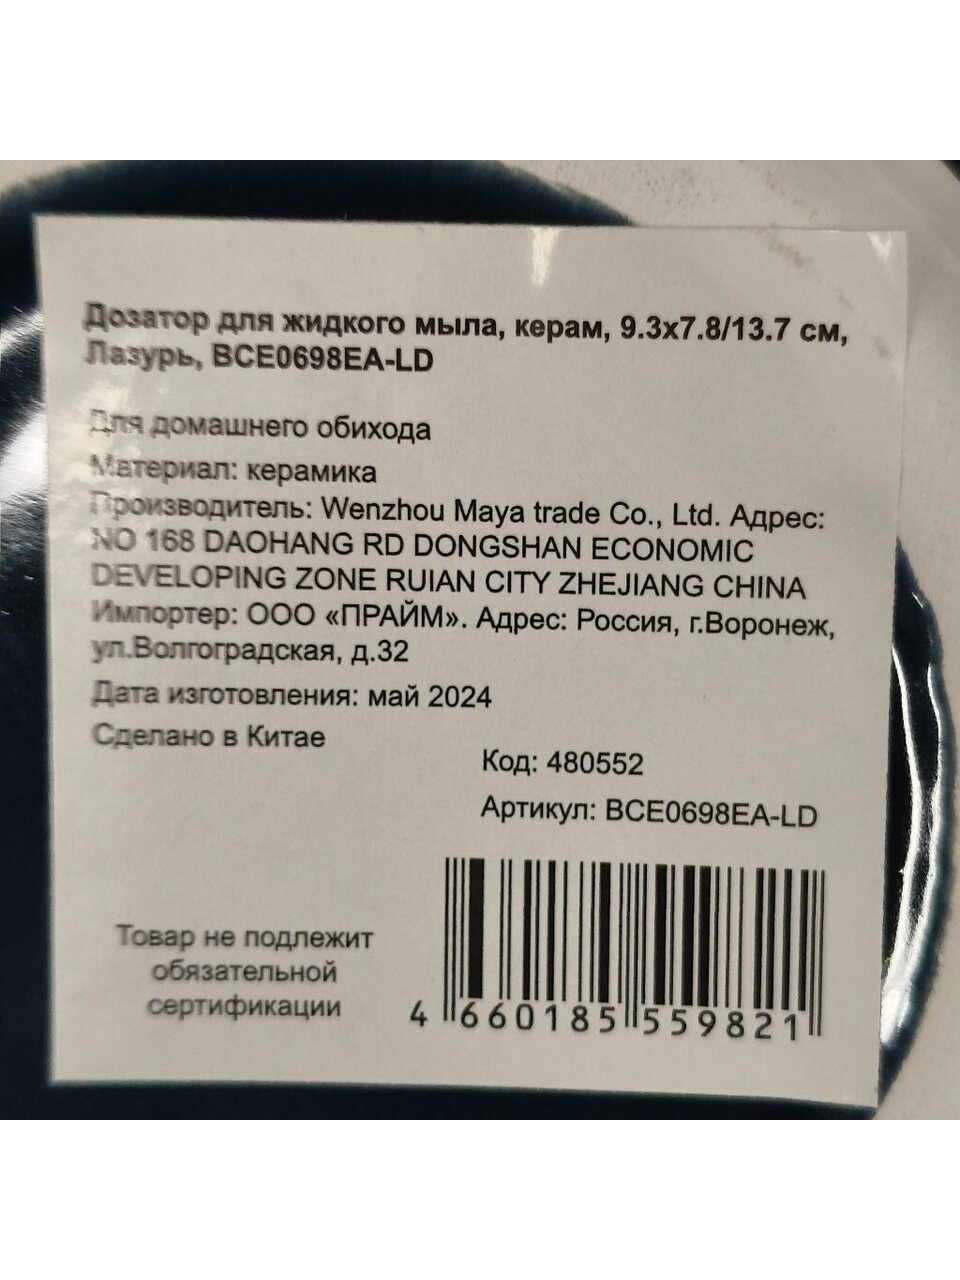 Дозатор для жидкого мыла, керам, 9.3x7.8/13.7 см,
Лазурь, BCE0698EA-LD
Для домашнего обихода
Материал: керамика
Производитель: Wenzhou Maya trade Co., Ltd. Адрес:
NO 168 DAOHANG RD DONGSHAN ECONOMIC
DEVELOPING ZONE RUIAN CITY ZHEJIANG CHINA
Импортер: ООО «ПРАЙМ». Адрес: Россия, г.Воронеж,
ул.Волгоградская, д.32
Дата изготовления: май 2024
Сделано в Китае
Код: 480552
Артикул: BCE0698EA-LD
Товар не подлежит
обязательной
сертификации
4 660185 559821